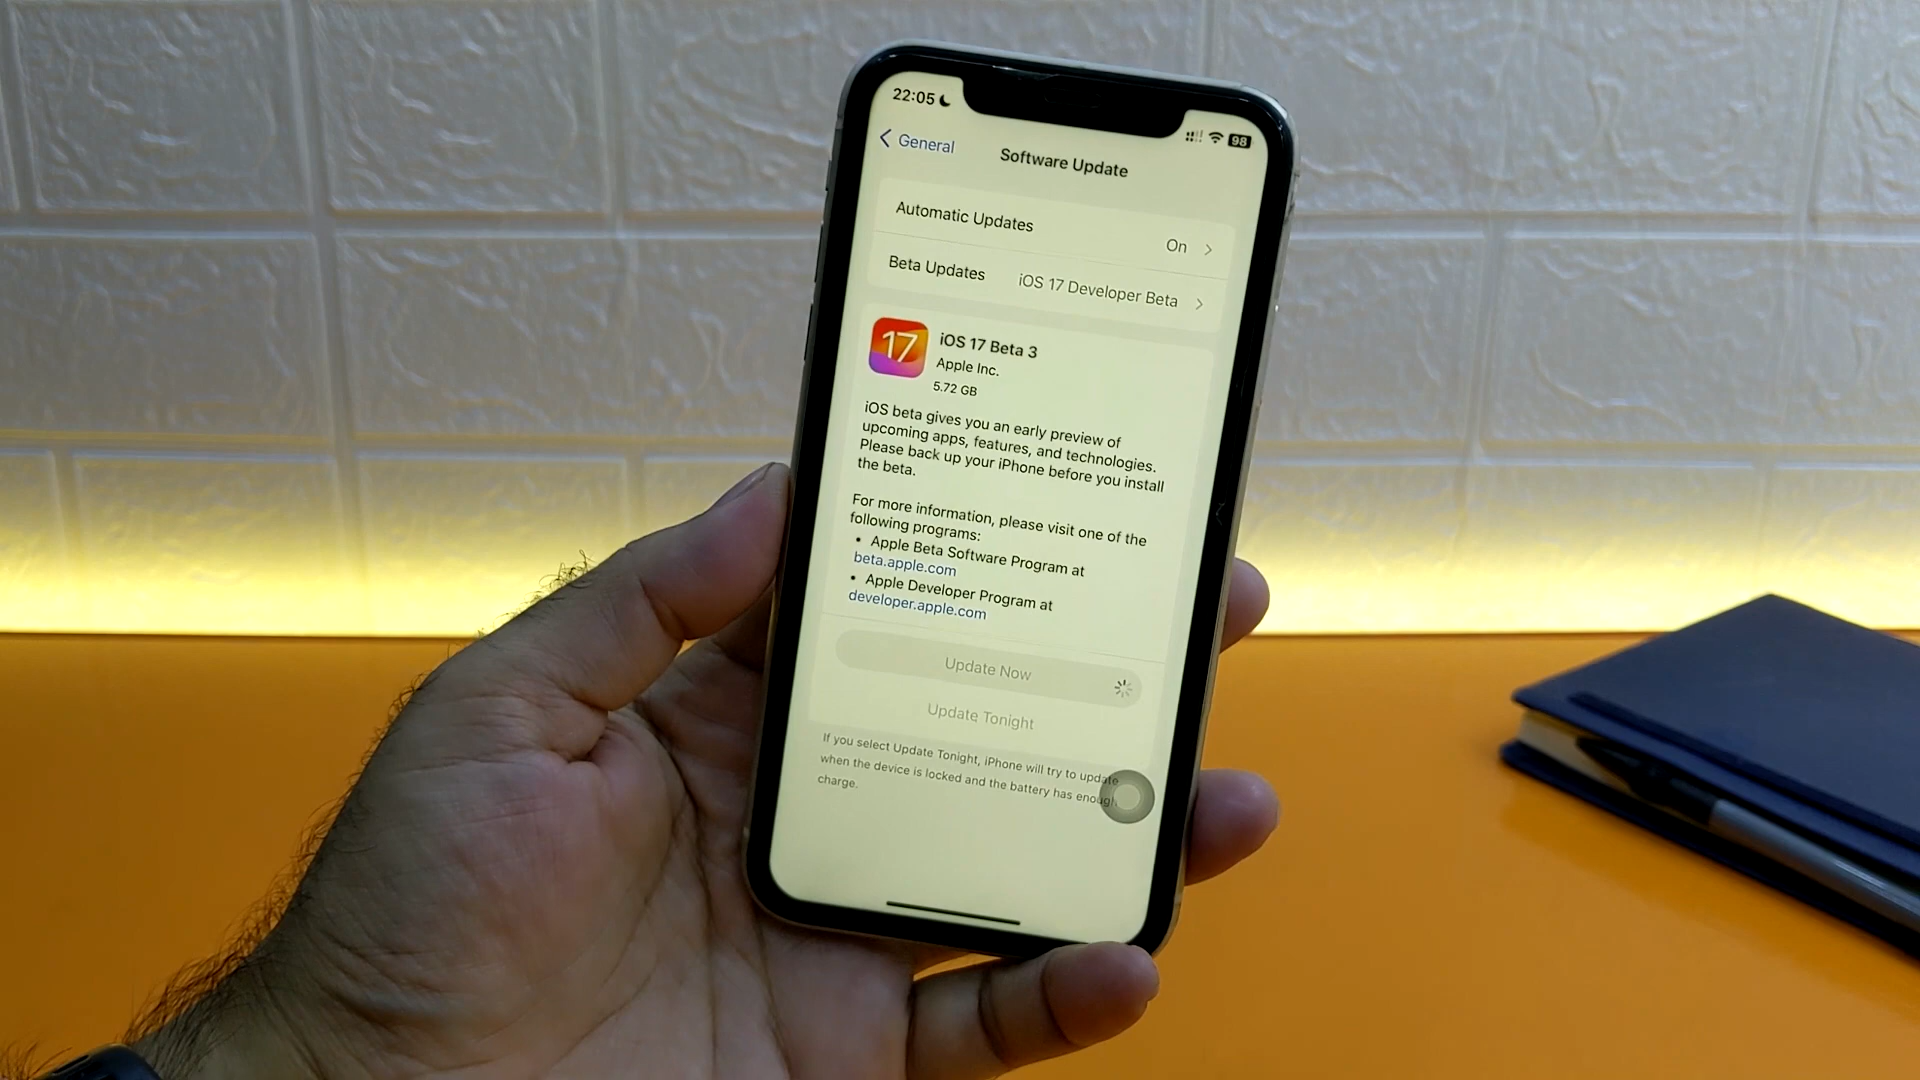 22:05
98
General
Software Update
Automatic Updates On
Beta Updates iOS 17 Developer Beta
17
iOS 17 Beta 3
Apple Inc.
5.72 GB
iOS beta gives you an early preview of
upcoming apps, features, and technologies.
Please back up your iPhone before you install
the beta.
For more information, please visit one of the
following programs:
• Apple Beta Software Program at
beta.apple.com
• Apple Developer Program at
developer.apple.com
Update Now
Update Tonight
If you select Update Tonight, iPhone will try to update
when the device is locked and the battery has enough
charge.